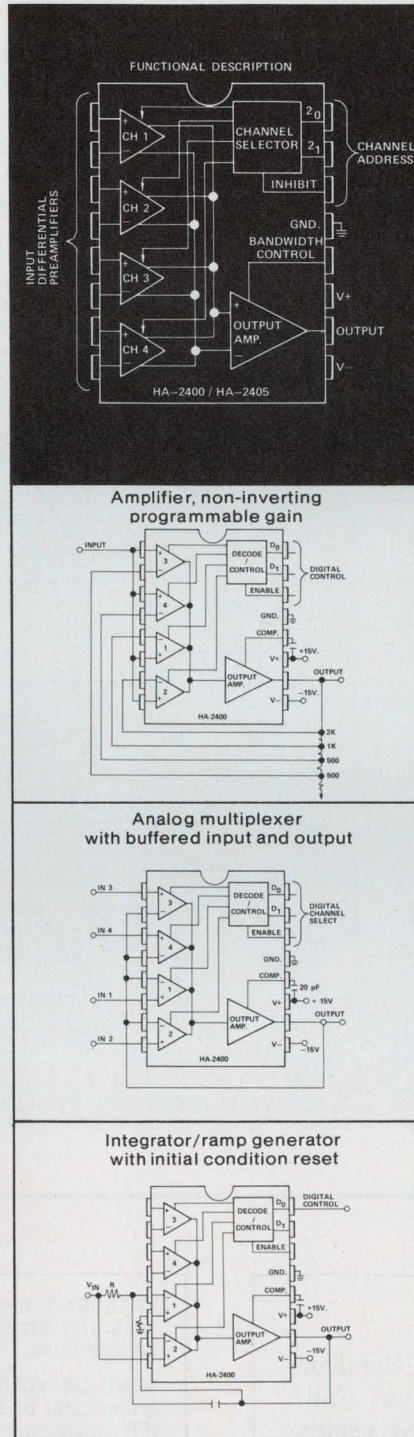 FUNCTIONAL DESCRIPTION
INPUT DIFFERENTIAL PREAMPLIFIERS
+
CH 1
−
+
CH 2
−
+
CH 3
−
+
CH 4
−
CHANNEL SELECTOR
2₀
2₁
INHIBIT
CHANNEL ADDRESS
GND.
BANDWIDTH CONTROL
V+
+
OUTPUT AMP.
−
OUTPUT
V−
HA–2400 / HA–2405
Amplifier, non-inverting
programmable gain
INPUT
+
3
−
+
4
−
+
1
−
−
2
+
DECODE / CONTROL
D₀
D₁
ENABLE
DIGITAL CONTROL
GND.
COMP.
+15V.
V+
OUTPUT AMP.
OUTPUT
V−
−15V.
HA-2400
2K
1K
500
500
Analog multiplexer
with buffered input and output
IN 3
IN 4
IN 1
IN 2
+
3
−
+
4
−
+
1
−
−
2
+
DECODE / CONTROL
D₀
D₁
ENABLE
DIGITAL CHANNEL SELECT
GND.
COMP.
20 pF
V+
+ 15V
OUTPUT AMP.
OUTPUT
V−
−15V
HA-2400
Integrator/ramp generator
with initial condition reset
V IN
R
+
3
−
+
4
−
1
+
2
DECODE / CONTROL
D₀
D₁
ENABLE
DIGITAL CONTROL
GND.
COMP.
+15V.
V+
OUTPUT AMP.
OUTPUT
V−
−15V
HA-2400